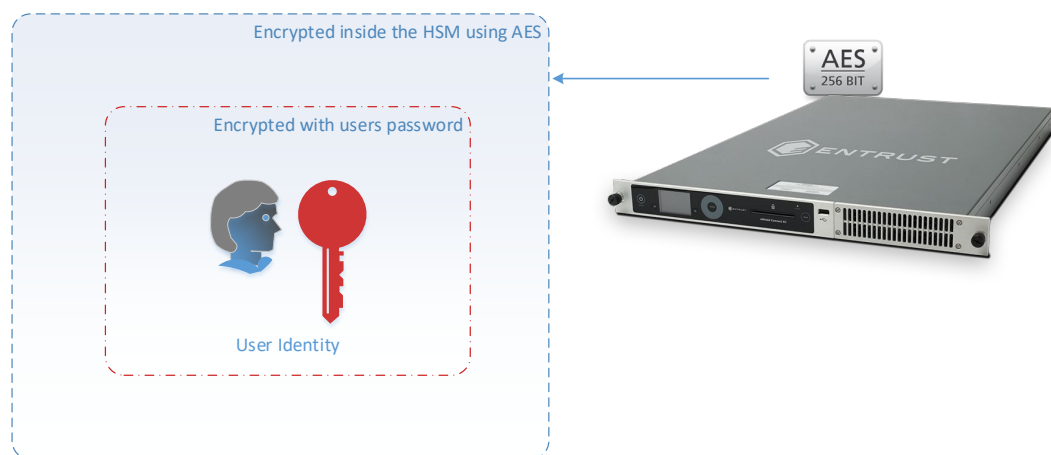 Encrypted inside the HSM using AES
Encrypted with users password
User Identity
AES
256 BIT
ENTRUST